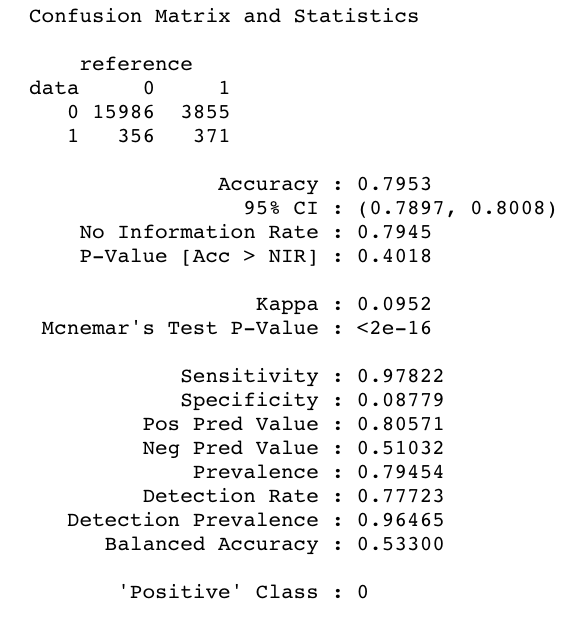 Confusion Matrix and Statistics
reference
data 0 1
0 15986 3855
1 356 371
Accuracy : 0.7953
95% CI : (0.7897, 0.8008)
No Information Rate : 0.7945
P-Value [Acc > NIR] : 0.4018
Kappa : 0.0952
Mcnemar's Test P-Value : <2e-16
Sensitivity : 0.97822
Specificity : 0.08779
Pos Pred Value : 0.80571
Neg Pred Value : 0.51032
Prevalence : 0.79454
Detection Rate : 0.77723
Detection Prevalence : 0.96465
Balanced Accuracy : 0.53300
'Positive' Class : 0